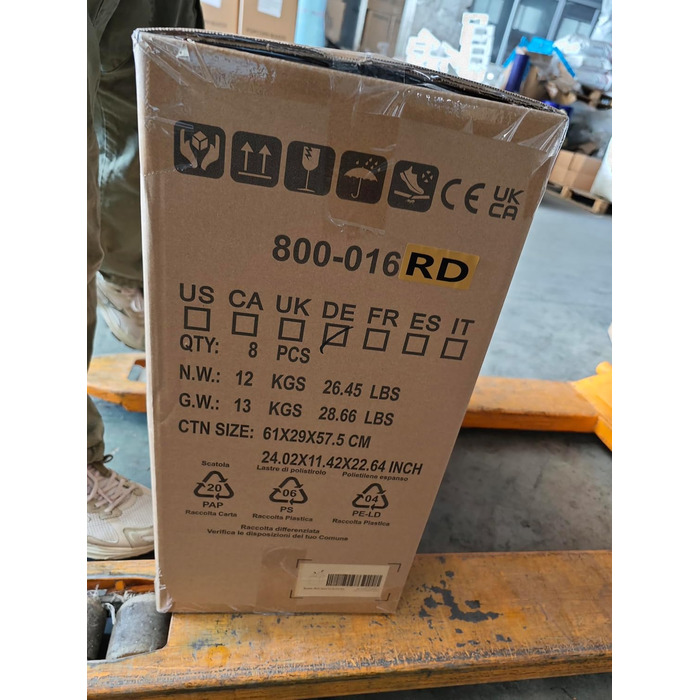 CE UK CA
800-016 RD
US CA UK DE FR ES IT
QTY: 8 PCS
N.W.: 12 KGS 26.45 LBS
G.W.: 13 KGS 28.66 LBS
CTN SIZE: 61X29X57.5 CM
24.02X11.42X22.64 INCH
Scatola Lastre di polistirolo Polietilene espanso
20 06 04
PAP PS PE-LD
Raccolta Carta Raccolta Plastica Raccolta Plastica
Raccolta differenziata
Verifica le disposizioni del tuo Comune